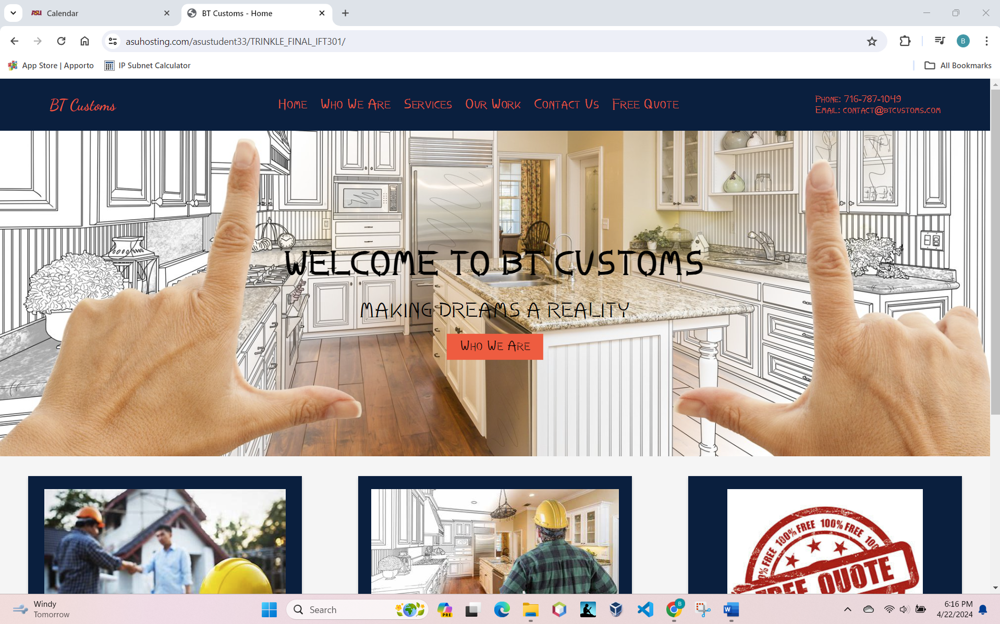 ASU Calendar
BT Customs - Home
asuhosting.com/asustudent33/TRINKLE_FINAL_IFT301/
B
App Store | Apporto
IP Subnet Calculator
All Bookmarks
BT Customs
Home Who We Are Services Our Work Contact Us Free Quote
Phone: 716-787-1049
Email: contact@btcustoms.com
WELCOME TO BT CUSTOMS
MAKING DREAMS A REALITY
Who We Are
100% FREE 100% FREE 100% FREE
FREE QUOTE
Windy
Tomorrow
Search
PRE
B
W
6:16 PM
4/22/2024